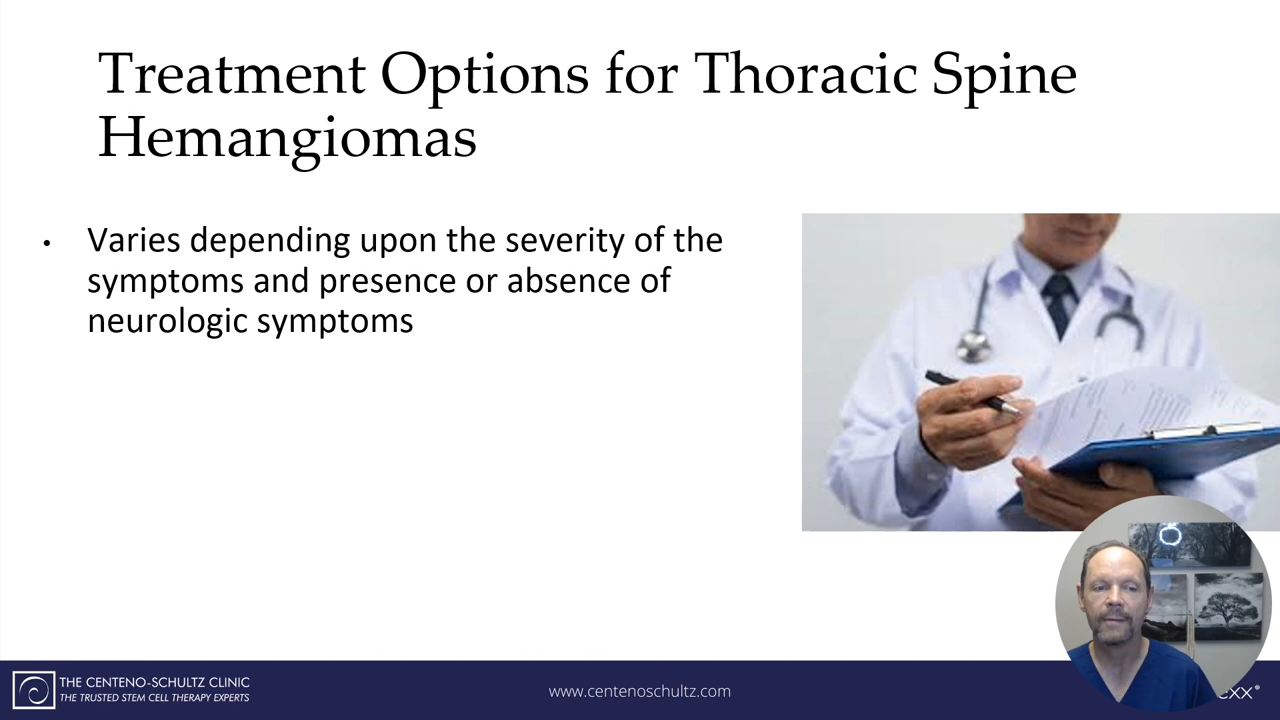 Treatment Options for Thoracic Spine
Hemangiomas
• Varies depending upon the severity of the
symptoms and presence or absence of
neurologic symptoms
THE CENTENO-SCHULTZ CLINIC
THE TRUSTED STEM CELL THERAPY EXPERTS
www.centenoschultz.com